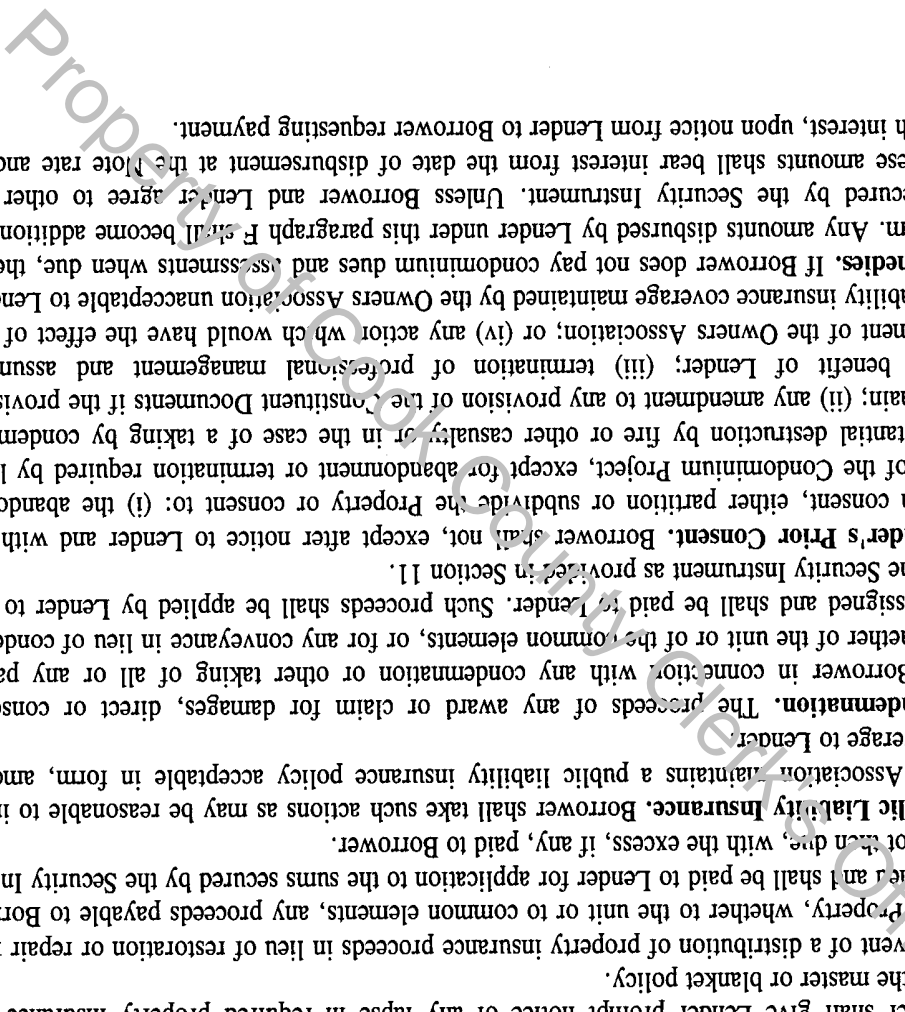 er shall give Lender prompt notice of any lapse in required property insurance
the master or blanket policy.
vent of a distribution of property insurance proceeds in lieu of restoration or repair
Property, whether to the unit or to common elements, any proceeds payable to Bor
and shall be paid to Lender for application to the sums secured by the Security In
ot then due, with the excess, if any, paid to Borrower.
lic Liability Insurance. Borrower shall take such actions as may be reasonable to i
Association maintains a public liability insurance policy acceptable in form, amo
erage to Lender.
ndemnation. The proceeds of any award or claim for damages, direct or conse
Borrower in connection with any condemnation or other taking of all or any pa
ether of the unit or of the common elements, or for any conveyance in lieu of conde
ssigned and shall be paid to Lender. Such proceeds shall be applied by Lender to
he Security Instrument as provided in Section 11.
der's Prior Consent. Borrower shall not, except after notice to Lender and with
n consent, either partition or subdivide the Property or consent to: (i) the abando
of the Condominium Project, except for abandonment or termination required by l
tantial destruction by fire or other casualty or in the case of a taking by condem
ain; (ii) any amendment to any provision of the Constituent Documents if the provis
benefit of Lender; (iii) termination of professional management and assum
ment of the Owners Association; or (iv) any action which would have the effect of
ability insurance coverage maintained by the Owners Association unacceptable to Lend
nedies. If Borrower does not pay condominium dues and assessments when due, the
m. Any amounts disbursed by Lender under this paragraph F shall become addition
cured by the Security Instrument. Unless Borrower and Lender agree to other
ese amounts shall bear interest from the date of disbursement at the Note rate and
h interest, upon notice from Lender to Borrower requesting payment.
Property of Cook County Clerk's Of